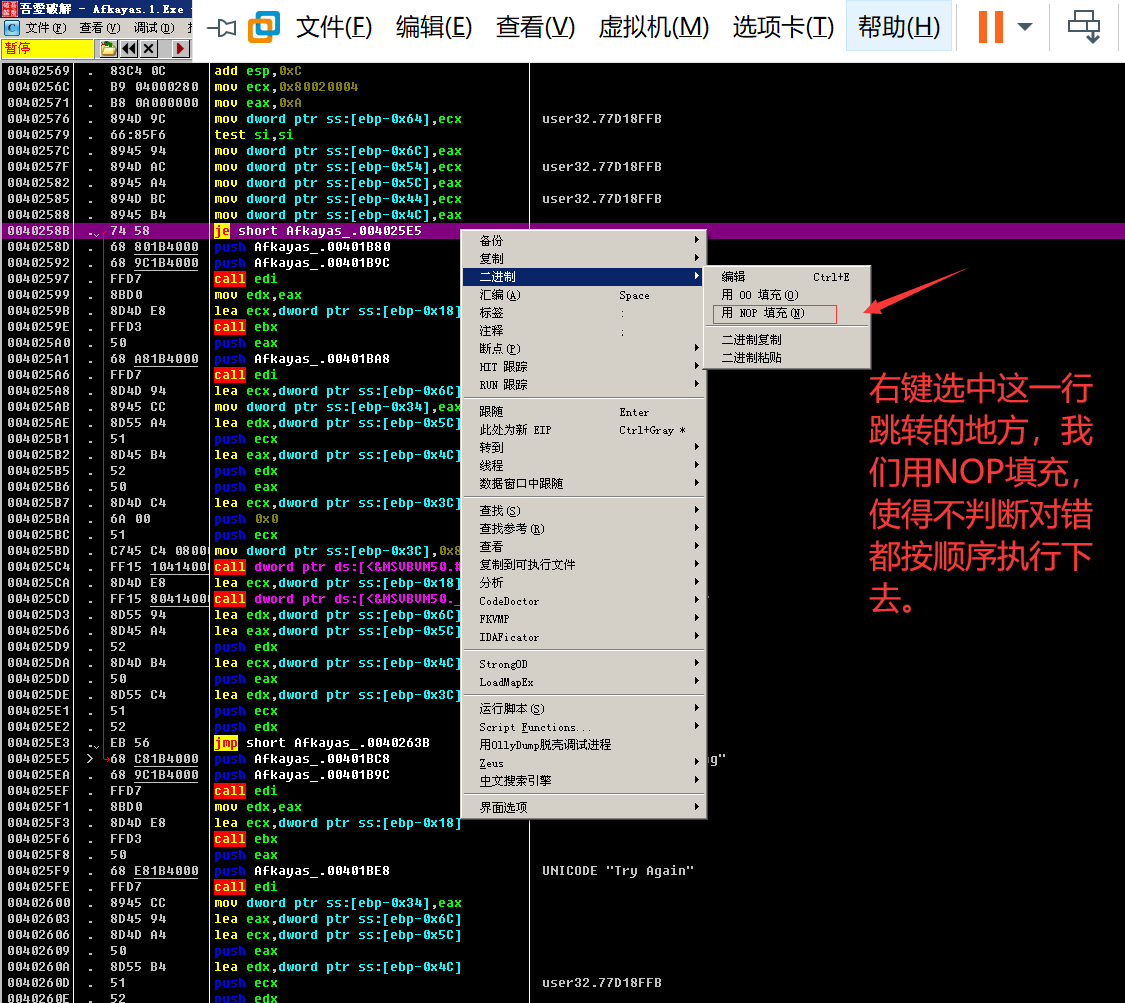 吾愛破解 - Afkayas.1.Exe -
文件(F) 查看(V) 调试(D)
暂停
文件(F) 编辑(E) 查看(V) 虚拟机(M) 选项卡(T) 帮助(H)
00402569 . 83C4 0C add esp,0xC
0040256C . B9 04000280 mov ecx,0x80020004
00402571 . B8 0A000000 mov eax,0xA
00402576 . 894D 9C mov dword ptr ss:[ebp-0x64],ecx user32.77D18FFB
00402579 . 66:85F6 test si,si
0040257C . 8945 94 mov dword ptr ss:[ebp-0x6C],eax
0040257F . 894D AC mov dword ptr ss:[ebp-0x54],ecx user32.77D18FFB
00402582 . 8945 A4 mov dword ptr ss:[ebp-0x5C],eax
00402585 . 894D BC mov dword ptr ss:[ebp-0x44],ecx user32.77D18FFB
00402588 . 8945 B4 mov dword ptr ss:[ebp-0x4C],eax
0040258B . 74 58 je short Afkayas_.004025E5
0040258D . 68 801B4000 push Afkayas_.00401B80
00402592 . 68 9C1B4000 push Afkayas_.00401B9C
00402597 . FFD7 call edi
00402599 . 8BD0 mov edx,eax
0040259B . 8D4D E8 lea ecx,dword ptr ss:[ebp-0x18]
0040259E . FFD3 call ebx
004025A0 . 50 push eax
004025A1 . 68 A81B4000 push Afkayas_.00401BA8
004025A6 . FFD7 call edi
004025A8 . 8D4D 94 lea ecx,dword ptr ss:[ebp-0x6C]
004025AB . 8945 CC mov dword ptr ss:[ebp-0x34],eax
004025AE . 8D55 A4 lea edx,dword ptr ss:[ebp-0x5C]
004025B1 . 51 push ecx
004025B2 . 8D45 B4 lea eax,dword ptr ss:[ebp-0x4C]
004025B5 . 52 push edx
004025B6 . 50 push eax
004025B7 . 8D4D C4 lea ecx,dword ptr ss:[ebp-0x3C]
004025BA . 6A 00 push 0x0
004025BC . 51 push ecx
004025BD . C745 C4 0800 mov dword ptr ss:[ebp-0x3C],0x8
004025C4 . FF15 10414000 call dword ptr ds:[<&MSVBVM50.#
004025CA . 8D4D E8 lea ecx,dword ptr ss:[ebp-0x18]
004025CD . FF15 80414000 call dword ptr ds:[<&MSVBVM50._
004025D3 . 8D55 94 lea edx,dword ptr ss:[ebp-0x6C]
004025D6 . 8D45 A4 lea eax,dword ptr ss:[ebp-0x5C]
004025D9 . 52 push edx
004025DA . 8D4D B4 lea ecx,dword ptr ss:[ebp-0x4C]
004025DD . 50 push eax
004025DE . 8D55 C4 lea edx,dword ptr ss:[ebp-0x3C]
004025E1 . 51 push ecx
004025E2 . 52 push edx
004025E3 . EB 56 jmp short Afkayas_.0040263B
004025E5 > 68 C81B4000 push Afkayas_.00401BC8 ng"
004025EA . 68 9C1B4000 push Afkayas_.00401B9C
004025EF . FFD7 call edi
004025F1 . 8BD0 mov edx,eax
004025F3 . 8D4D E8 lea ecx,dword ptr ss:[ebp-0x18]
004025F6 . FFD3 call ebx
004025F8 . 50 push eax
004025F9 . 68 E81B4000 push Afkayas_.00401BE8 UNICODE "Try Again"
004025FE . FFD7 call edi
00402600 . 8945 CC mov dword ptr ss:[ebp-0x34],eax
00402603 . 8D45 94 lea eax,dword ptr ss:[ebp-0x6C]
00402606 . 8D4D A4 lea ecx,dword ptr ss:[ebp-0x5C]
00402609 . 50 push eax
0040260A . 8D55 B4 lea edx,dword ptr ss:[ebp-0x4C]
0040260D . 51 push ecx user32.77D18FFB
0040260E . 52 push edx
备份
复制
二进制
汇编(A) Space
标签 :
注释 ;
断点(P)
HIT 跟踪
RUN 跟踪
跟随 Enter
此处为新 EIP Ctrl+Gray *
转到
线程
数据窗口中跟随
查找(S)
查找参考(R)
查看
复制到可执行文件
分析
CodeDoctor
FKVMP
IDAFicator
StrongOD
LoadMapEx
运行脚本(S)
Script Functions...
用OllyDump脱壳调试进程
Zeus
中文搜索引擎
界面选项
编辑 Ctrl+E
用 00 填充(O)
用 NOP 填充(N)
二进制复制
二进制粘贴
右键选中这一行
跳转的地方，我
们用NOP填充，
使得不判断对错
都按顺序执行下
去。